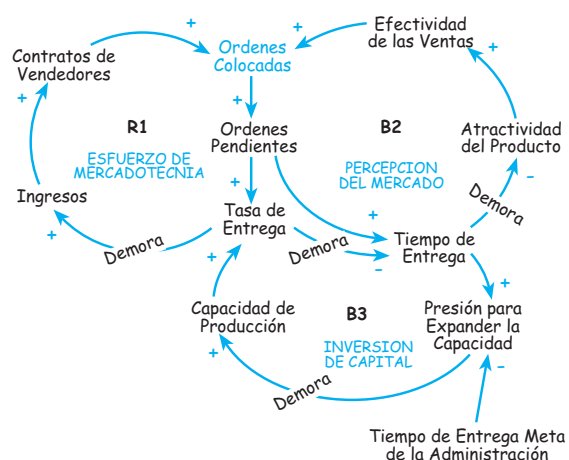 Efectividad
de las Ventas
+
+
Ordenes
Colocadas
Contratos de
Vendedores
+
+
+
R1
B2
Ordenes
Pendientes
Atractividad
del Producto
ESFUERZO DE
MERCADOTECNIA
PERCEPCION
DEL MERCADO
+
-
Ingresos
Demora
Tasa de
Entrega
+
+
Demora
Demora
-
Tiempo de
Entrega
+
+
Capacidad de
Producción
B3
Presión para
Expander la
Capacidad
+
INVERSION
DE CAPITAL
-
Demora
Tiempo de Entrega Meta
de la Administración